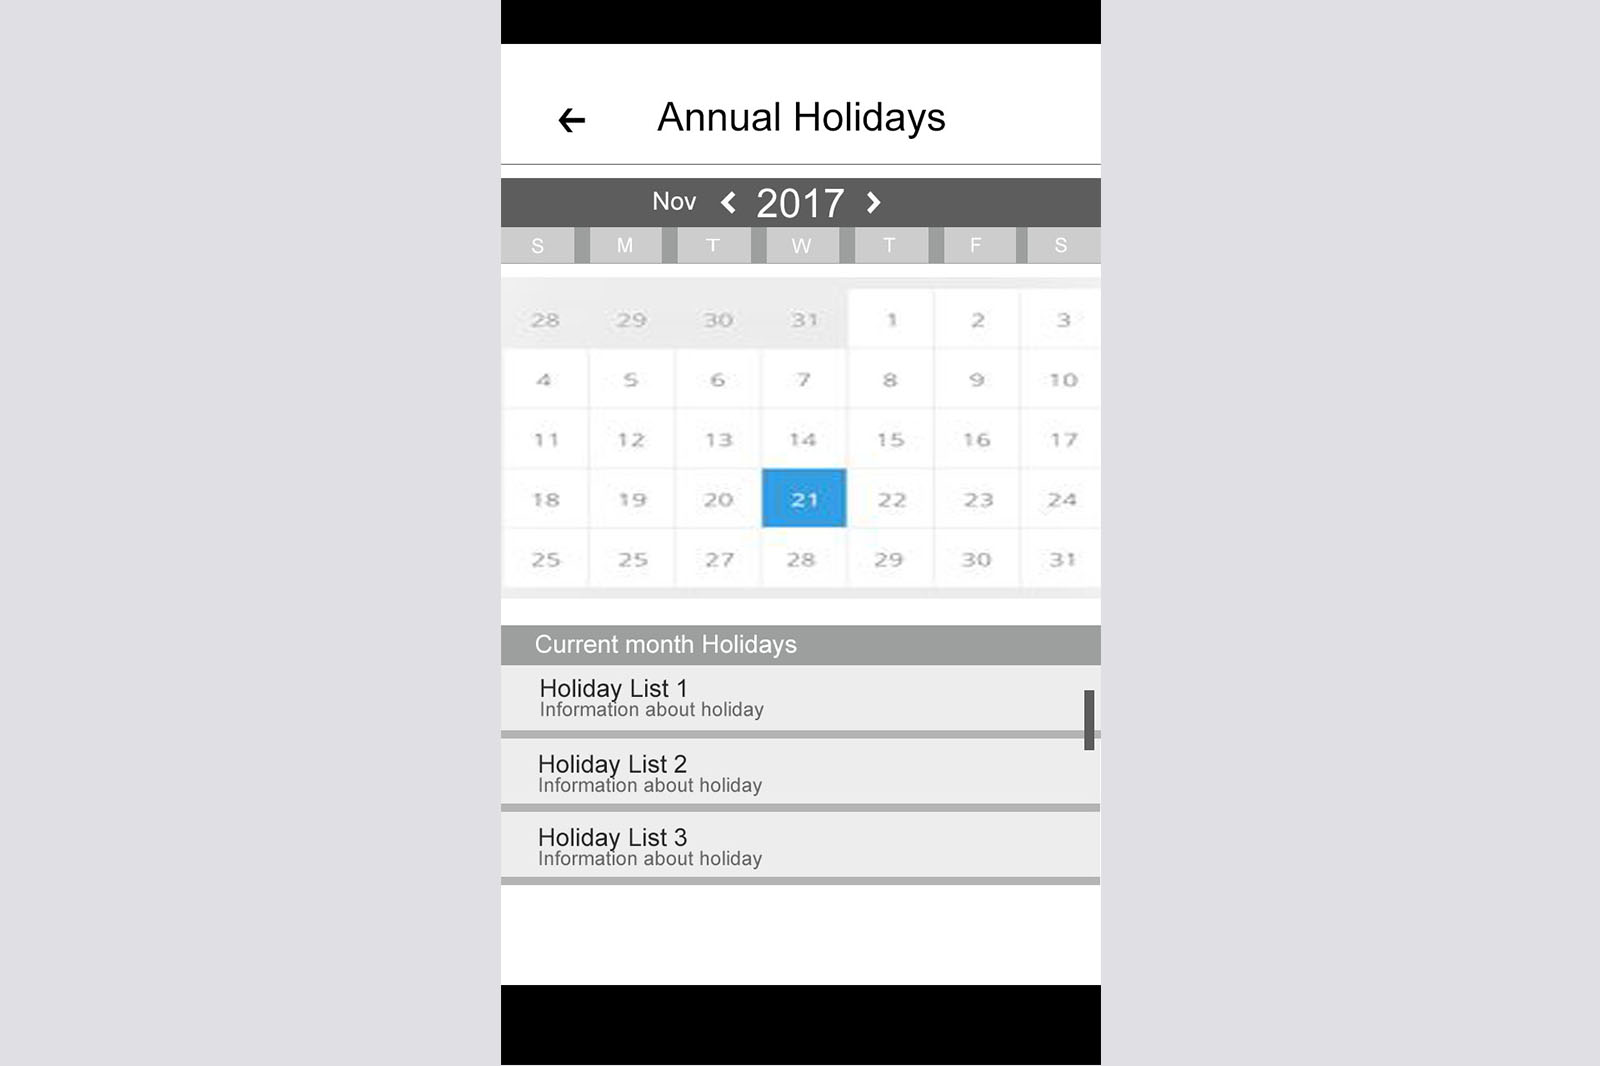 Annual Holidays
Nov 2017
S M T W T F S
28 29 30 31 1 2 3
4 5 6 7 8 9 10
11 12 13 14 15 16 17
18 19 20 21 22 23 24
25 25 27 28 29 30 31
Current month Holidays
Holiday List 1
Information about holiday
Holiday List 2
Information about holiday
Holiday List 3
Information about holiday